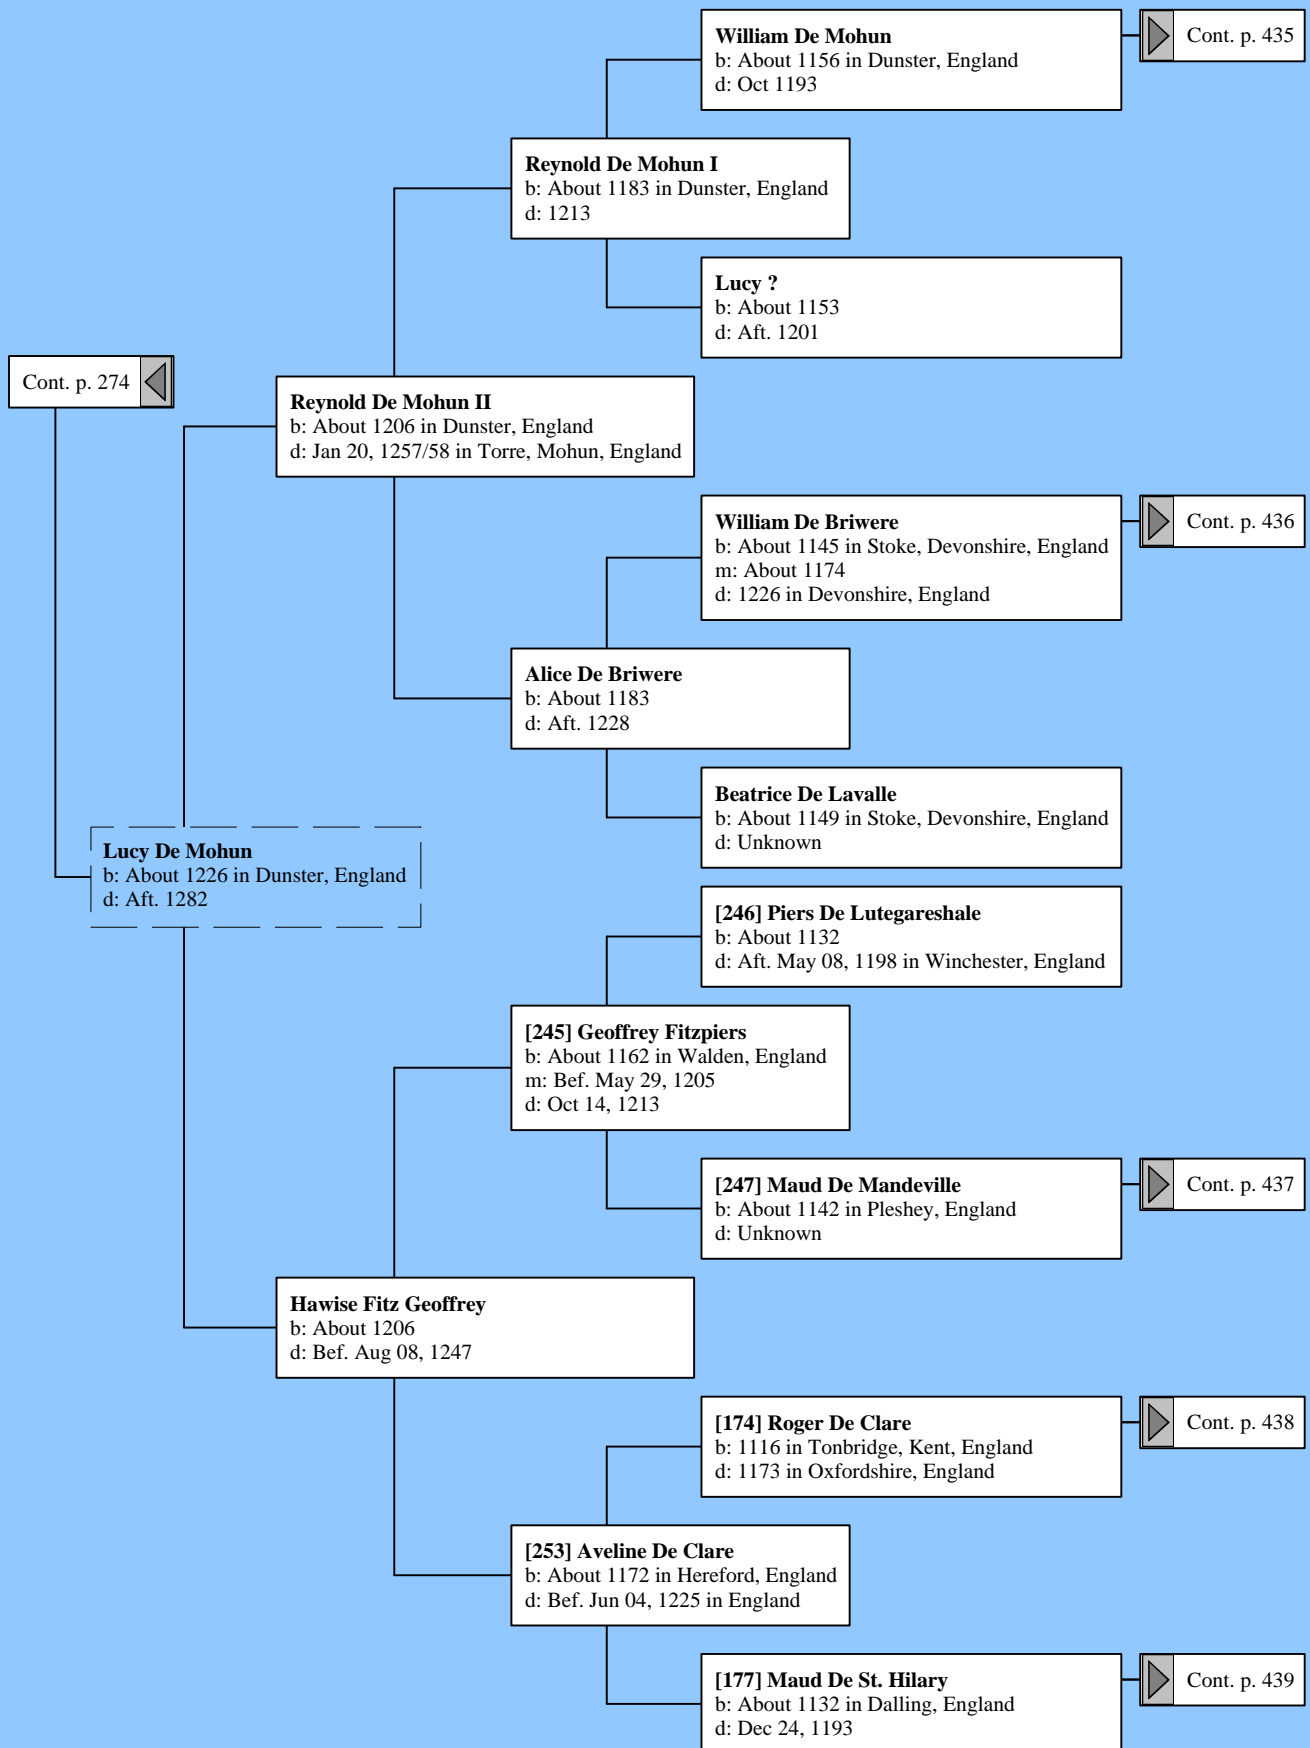 William De Mohun
b: About 1156 in Dunster, England
d: Oct 1193
Cont. p. 435
Reynold De Mohun I
b: About 1183 in Dunster, England
d: 1213
Lucy ?
b: About 1153
d: Aft. 1201
Cont. p. 274
Reynold De Mohun II
b: About 1206 in Dunster, England
d: Jan 20, 1257/58 in Torre, Mohun, England
William De Briwere
b: About 1145 in Stoke, Devonshire, England
m: About 1174
d: 1226 in Devonshire, England
Cont. p. 436
Alice De Briwere
b: About 1183
d: Aft. 1228
Beatrice De Lavalle
b: About 1149 in Stoke, Devonshire, England
d: Unknown
Lucy De Mohun
b: About 1226 in Dunster, England
d: Aft. 1282
[246] Piers De Lutegareshale
b: About 1132
d: Aft. May 08, 1198 in Winchester, England
[245] Geoffrey Fitzpiers
b: About 1162 in Walden, England
m: Bef. May 29, 1205
d: Oct 14, 1213
[247] Maud De Mandeville
b: About 1142 in Pleshey, England
d: Unknown
Cont. p. 437
Hawise Fitz Geoffrey
b: About 1206
d: Bef. Aug 08, 1247
[174] Roger De Clare
b: 1116 in Tonbridge, Kent, England
d: 1173 in Oxfordshire, England
Cont. p. 438
[253] Aveline De Clare
b: About 1172 in Hereford, England
d: Bef. Jun 04, 1225 in England
[177] Maud De St. Hilary
b: About 1132 in Dalling, England
d: Dec 24, 1193
Cont. p. 439